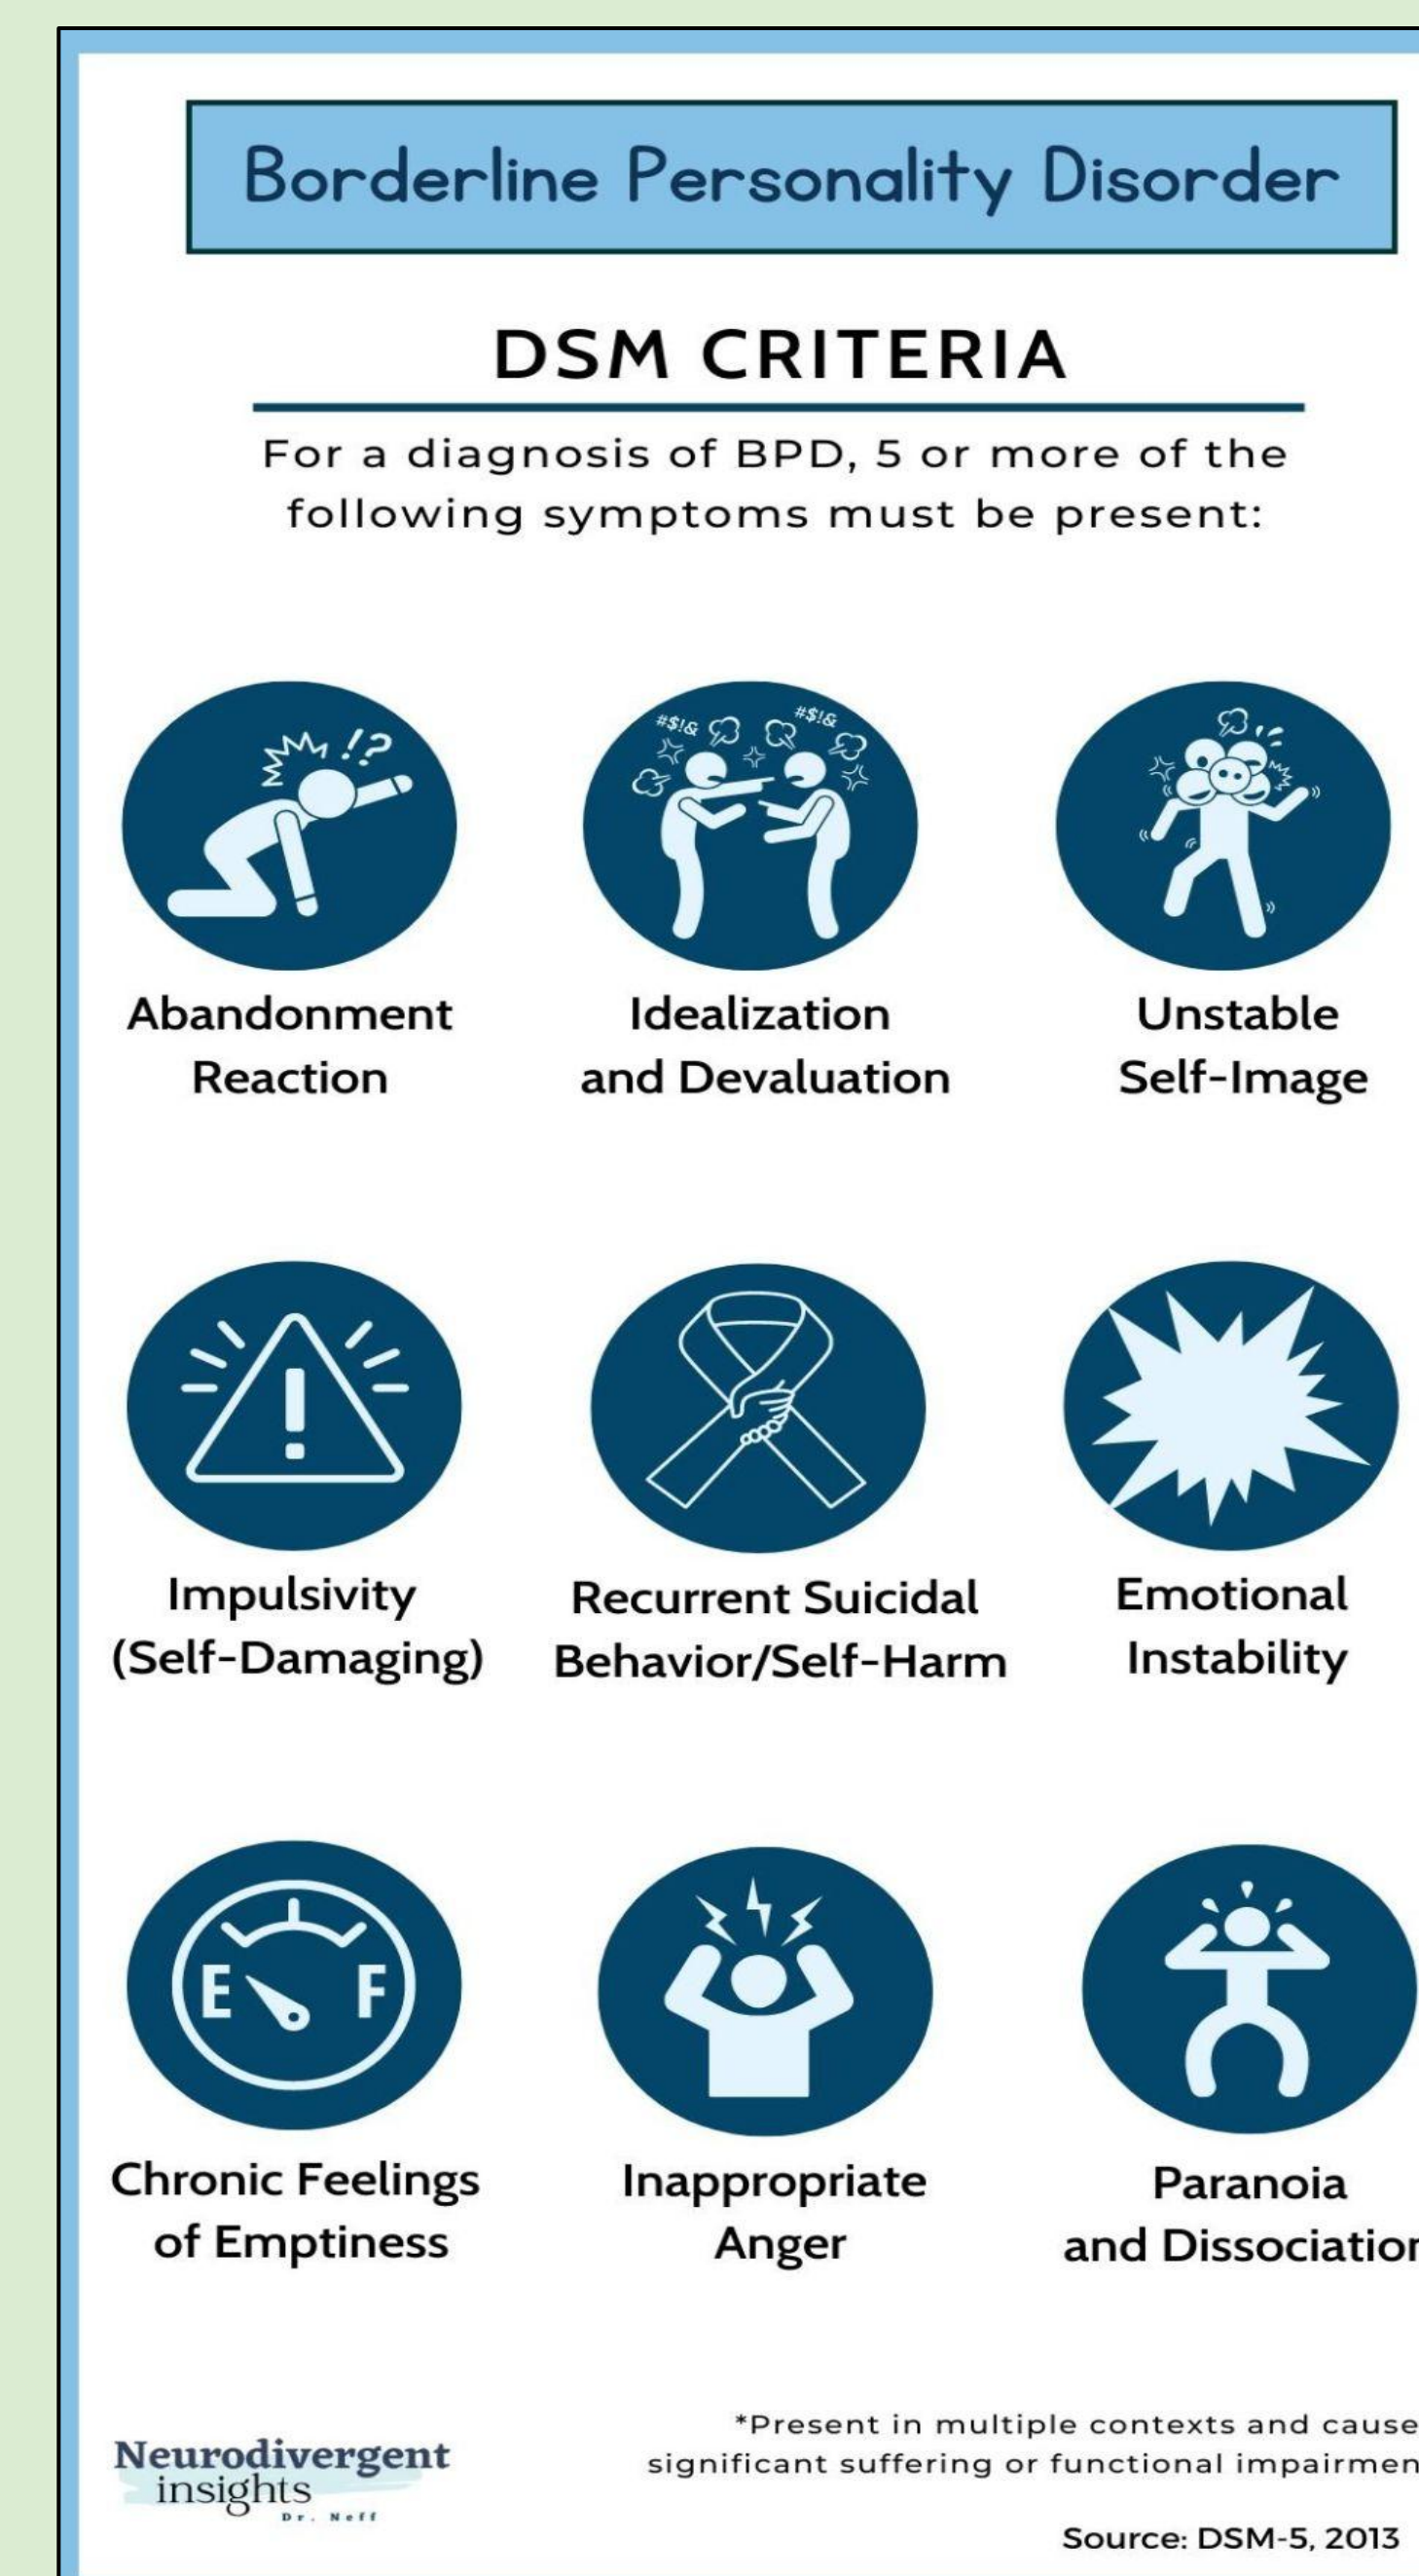 Borderline Personality Disorder
DSM CRITERIA
For a diagnosis of BPD, 5 or more of the
following symptoms must be present:
!?
#$!& #$!&
Abandonment
Reaction
Idealization
and Devaluation
Unstable
Self-Image
!
Impulsivity
(Self-Damaging)
Recurrent Suicidal
Behavior/Self-Harm
Emotional
Instability
E F
Chronic Feelings
of Emptiness
Inappropriate
Anger
Paranoia
and Dissociation
*Present in multiple contexts and cause
significant suffering or functional impairmen
Neurodivergent
insights
Dr. Neff
Source: DSM-5, 2013